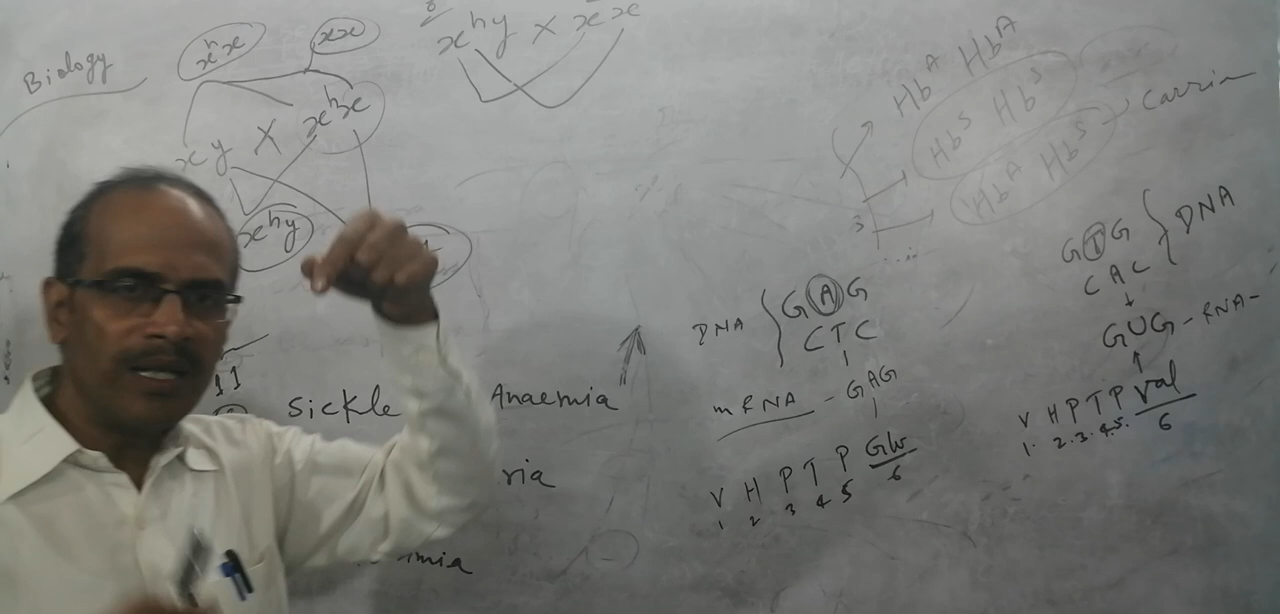 Biology
xʰx
xx
xʰy × xx
xy × xʰx
xʰy
Hbᴬ Hbᴬ
Hbˢ Hbˢ
Hbᴬ Hbˢ
3
GTG } DNA
CAC
GUG - RNA -
V H P T P Val
1. 2. 3. 4. 5. 6
DNA { GAG
CTC
mRNA - GAG
V H P T P Glu
1 2 3 4 5 6
Sickle Anaemia
ria
mia